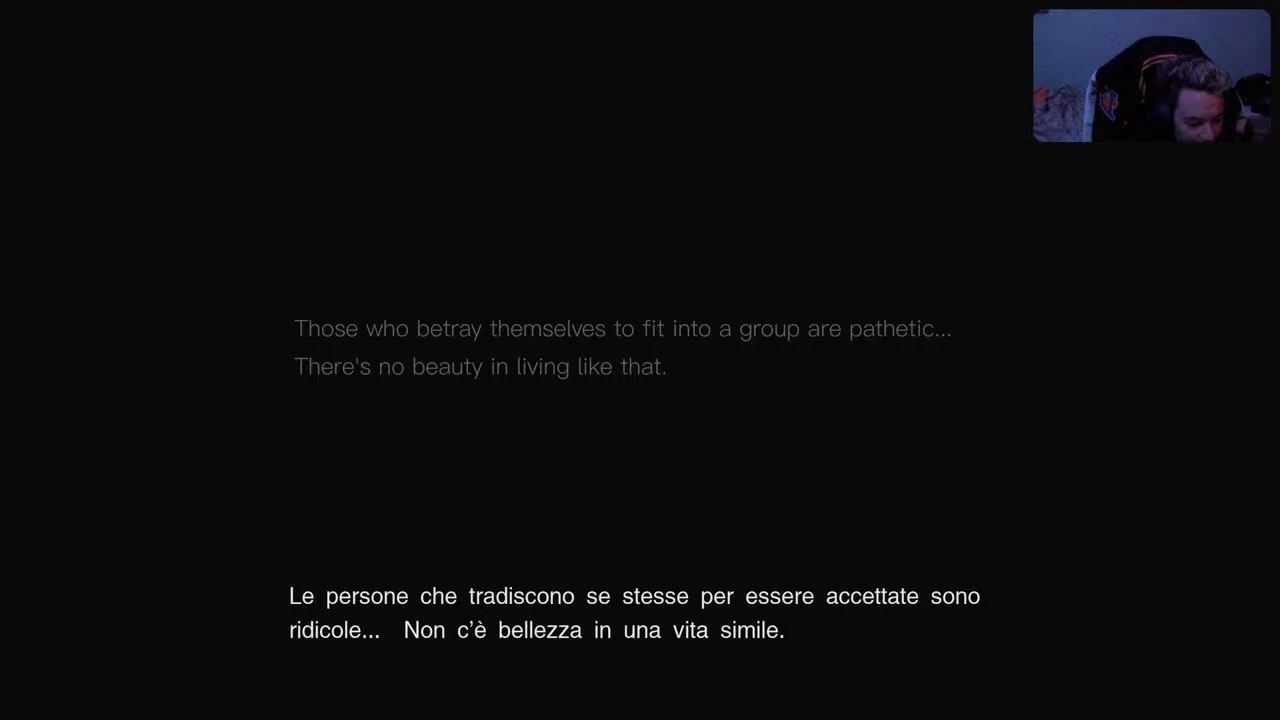 Those who betray themselves to fit into a group are pathetic...
There's no beauty in living like that.
Le persone che tradiscono se stesse per essere accettate sono
ridicole... Non c’è bellezza in una vita simile.